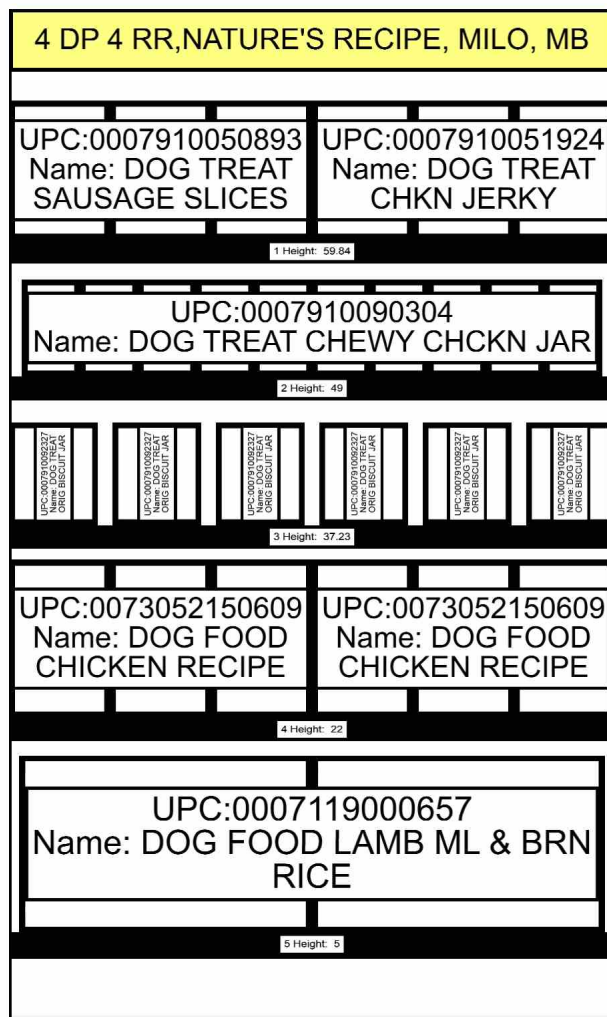 4 DP 4 RR,NATURE'S RECIPE, MILO, MB
UPC:0007910050893
Name: DOG TREAT
SAUSAGE SLICES
UPC:0007910051924
Name: DOG TREAT
CHKN JERKY
1 Height: 59.84
UPC:0007910090304
Name: DOG TREAT CHEWY CHCKN JAR
2 Height: 49
UPC:0007910092327
Name: DOG TREAT
ORIG BISCUIT JAR
UPC:0007910092327
Name: DOG TREAT
ORIG BISCUIT JAR
UPC:0007910092327
Name: DOG TREAT
ORIG BISCUIT JAR
UPC:0007910092327
Name: DOG TREAT
ORIG BISCUIT JAR
UPC:0007910092327
Name: DOG TREAT
ORIG BISCUIT JAR
UPC:0007910092327
Name: DOG TREAT
ORIG BISCUIT JAR
3 Height: 37.23
UPC:0073052150609
Name: DOG FOOD
CHICKEN RECIPE
UPC:0073052150609
Name: DOG FOOD
CHICKEN RECIPE
4 Height: 22
UPC:0007119000657
Name: DOG FOOD LAMB ML & BRN
RICE
5 Height: 5